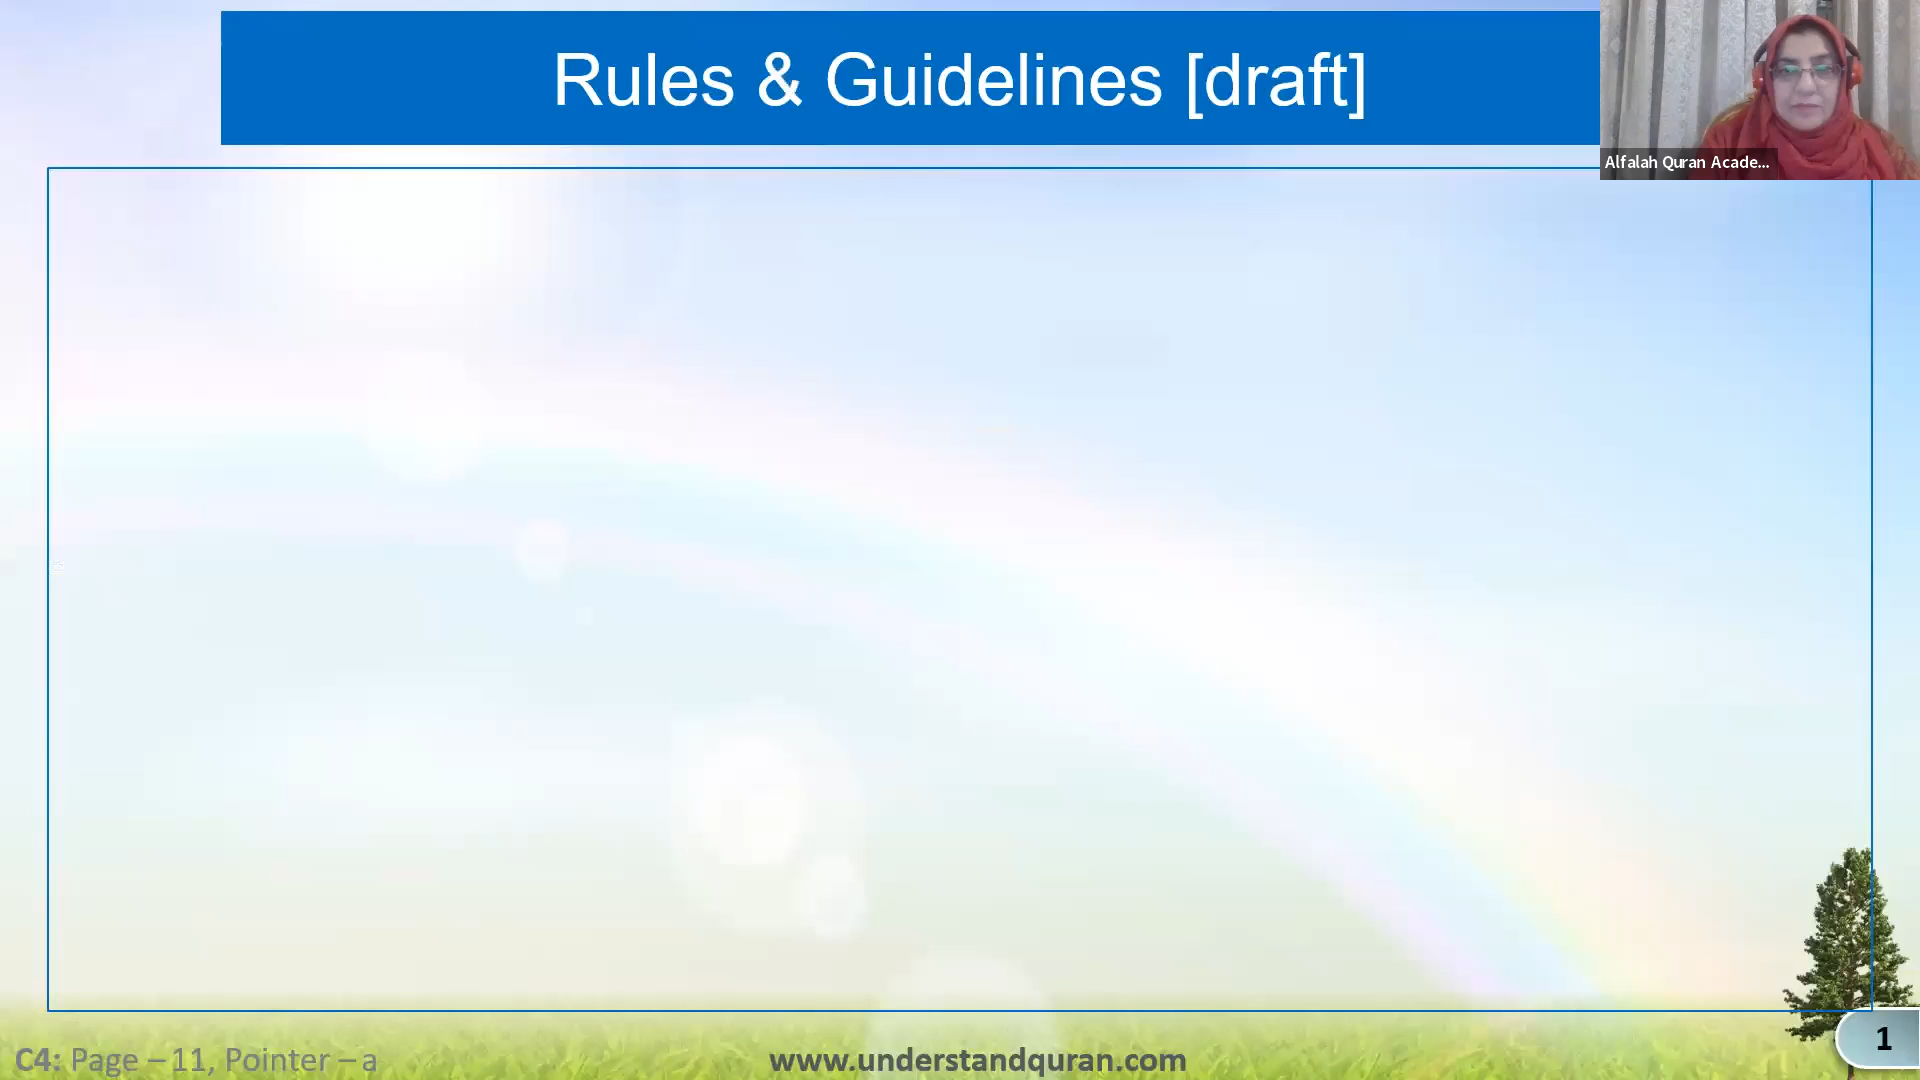 Rules & Guidelines [draft]
Alfalah Quran Acade...
C4: Page – 11, Pointer – a
www.understandquran.com
1